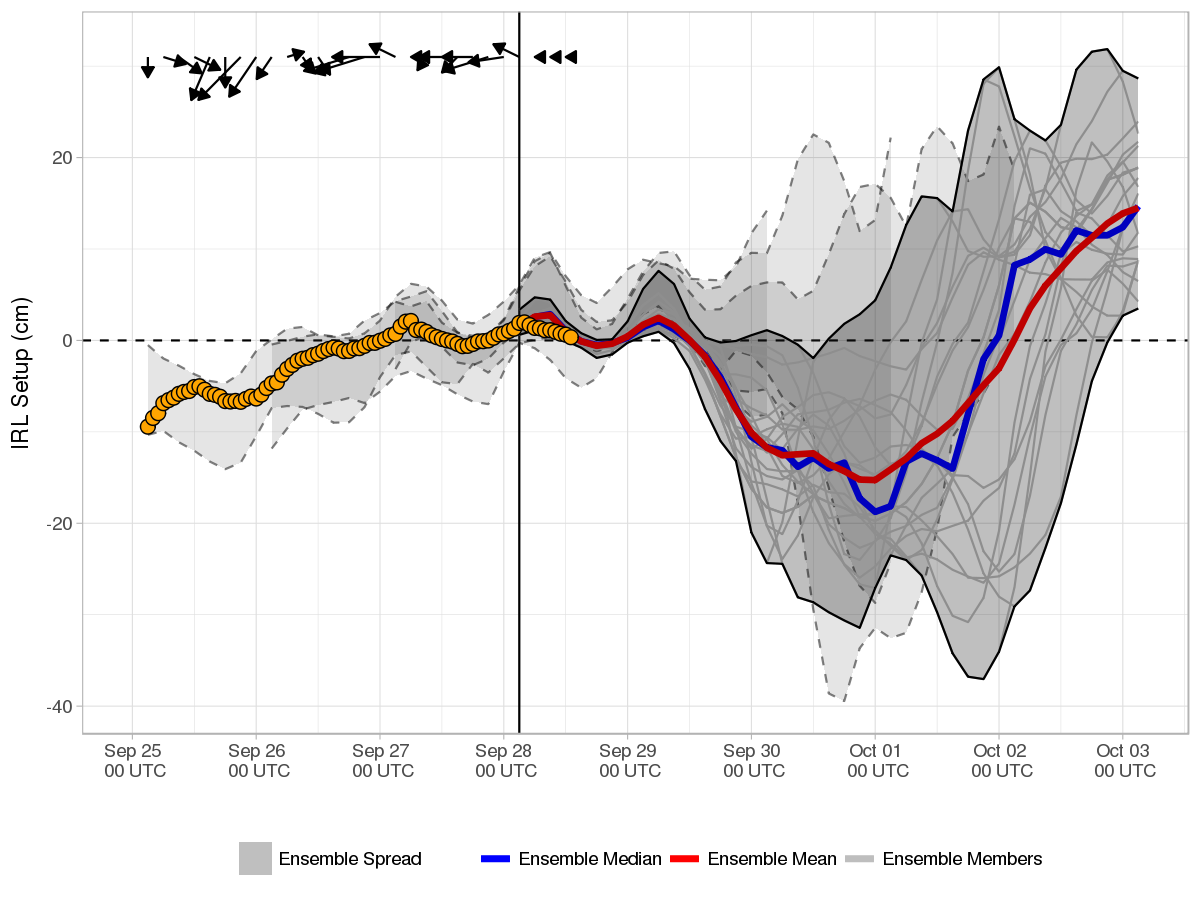 IRL Setup (cm)
20
0
-20
-40
Sep 25 Sep 26 Sep 27 Sep 28 Sep 29 Sep 30 Oct 01 Oct 02 Oct 03
00 UTC 00 UTC 00 UTC 00 UTC 00 UTC 00 UTC 00 UTC 00 UTC 00 UTC
Ensemble Spread Ensemble Median Ensemble Mean Ensemble Members